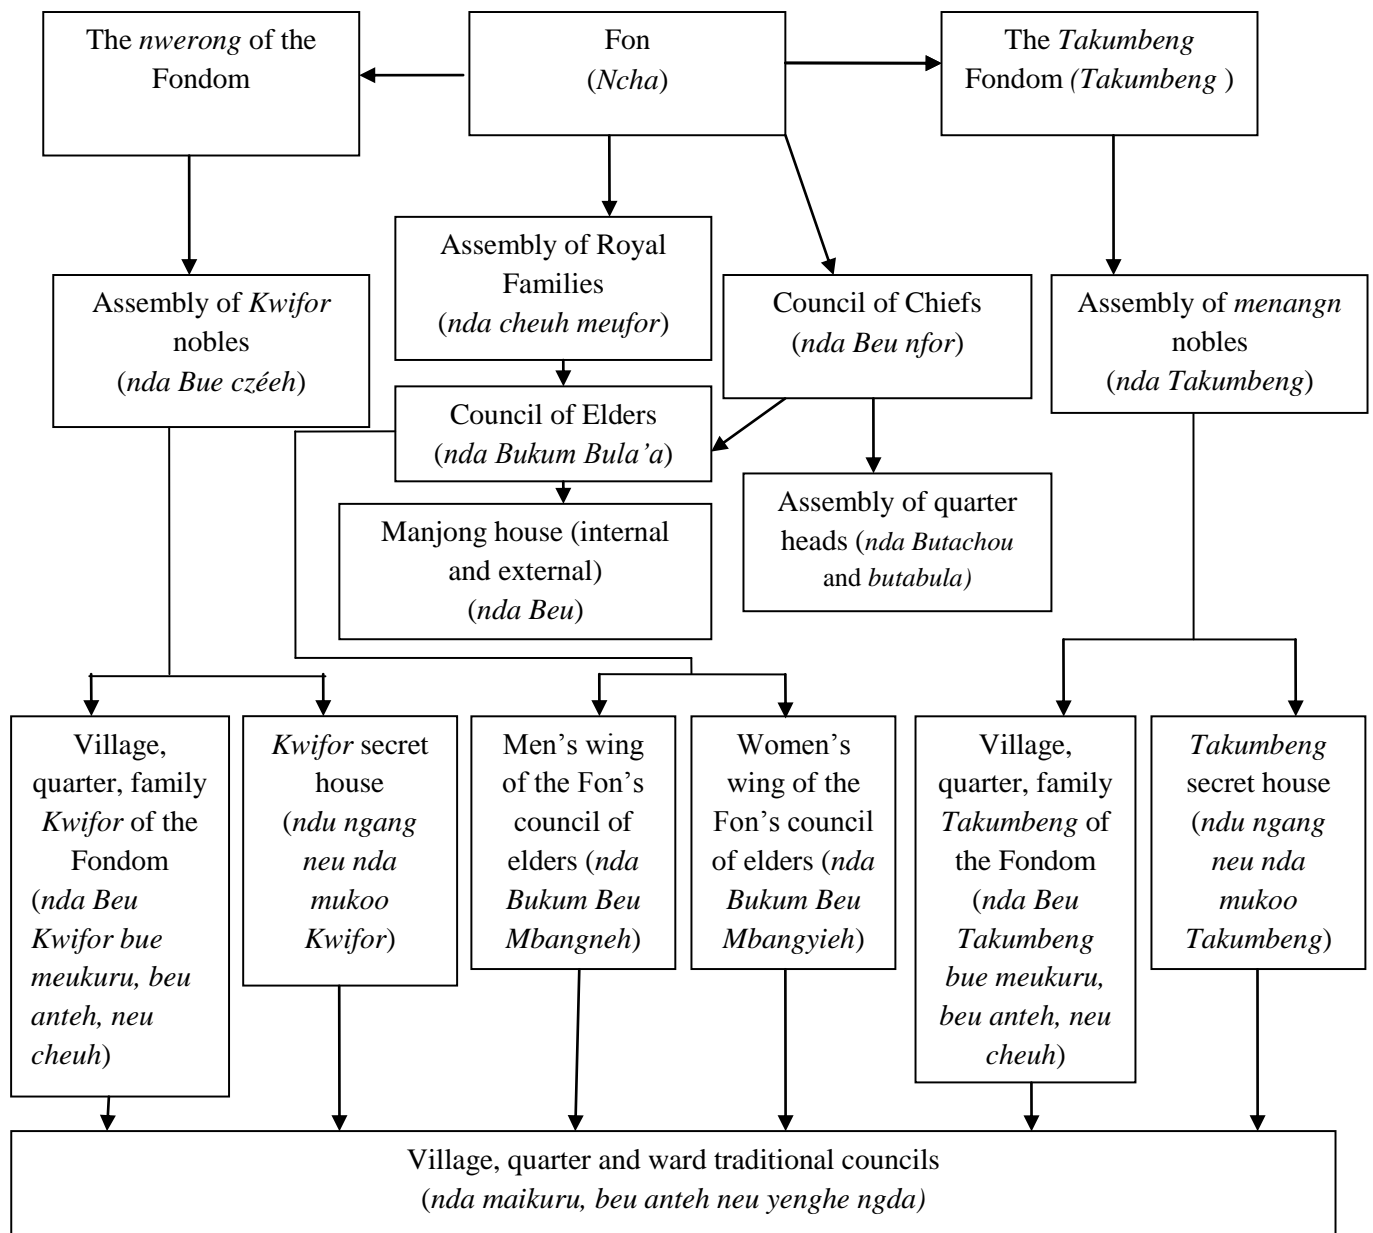 The nwerong of the
Fondom
Fon
(Ncha)
The Takumbeng
Fondom (Takumbeng )
Assembly of Royal
Families
(nda cheuh meufor)
Assembly of Kwifor
nobles
(nda Bue czéeh)
Council of Chiefs
(nda Beu nfor)
Assembly of menangn
nobles
(nda Takumbeng)
Council of Elders
(nda Bukum Bula’a)
Manjong house (internal
and external)
(nda Beu)
Assembly of quarter
heads (nda Butachou
and butabula)
Village,
quarter, family
Kwifor of the
Fondom
(nda Beu
Kwifor bue
meukuru, beu
anteh, neu
cheuh)
Kwifor secret
house
(ndu ngang
neu nda
mukoo
Kwifor)
Men’s wing
of the Fon’s
council of
elders (nda
Bukum Beu
Mbangneh)
Women’s
wing of the
Fon’s council
of elders (nda
Bukum Beu
Mbangyieh)
Village,
quarter, family
Takumbeng of
the Fondom
(nda Beu
Takumbeng
bue meukuru,
beu anteh, neu
cheuh)
Takumbeng
secret house
(ndu ngang
neu nda
mukoo
Takumbeng)
Village, quarter and ward traditional councils
(nda maikuru, beu anteh neu yenghe ngda)